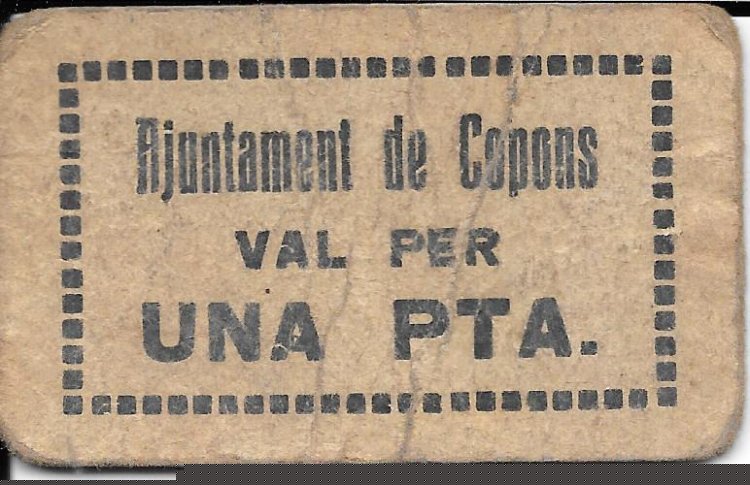 Ajuntament de Copons
VAL PER
UNA PTA.